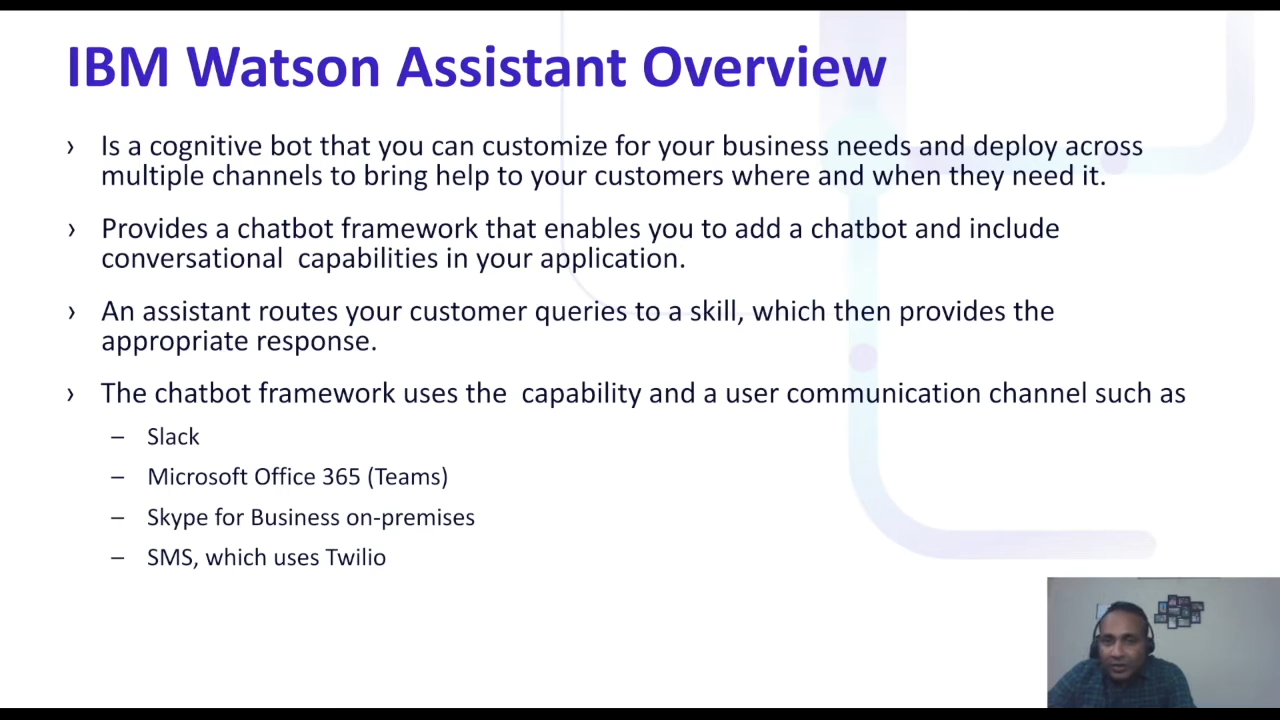 IBM Watson Assistant Overview
› Is a cognitive bot that you can customize for your business needs and deploy across
multiple channels to bring help to your customers where and when they need it.
› Provides a chatbot framework that enables you to add a chatbot and include
conversational  capabilities in your application.
› An assistant routes your customer queries to a skill, which then provides the
appropriate response.
› The chatbot framework uses the  capability and a user communication channel such as
– Slack
– Microsoft Office 365 (Teams)
– Skype for Business on-premises
– SMS, which uses Twilio